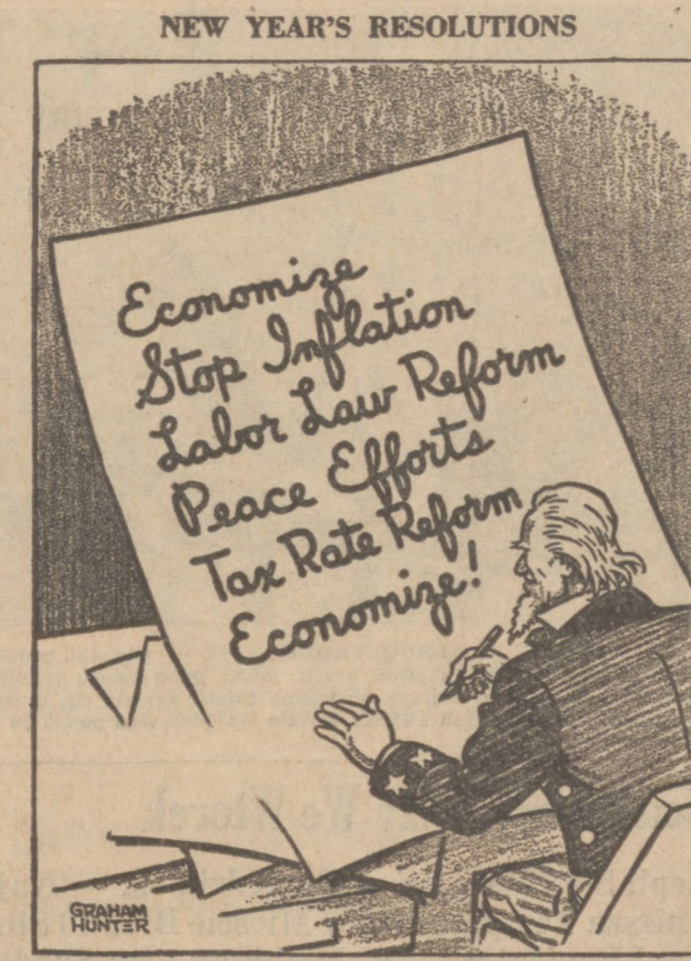 NEW YEAR'S RESOLUTIONS
Economize
Stop Inflation
Labor Law Reform
Peace Efforts
Tax Rate Reform
Economize!
GRAHAM
HUNTER